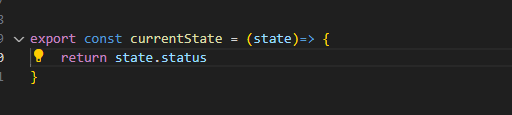 export const currentState = (state)=> {
return state.status
}